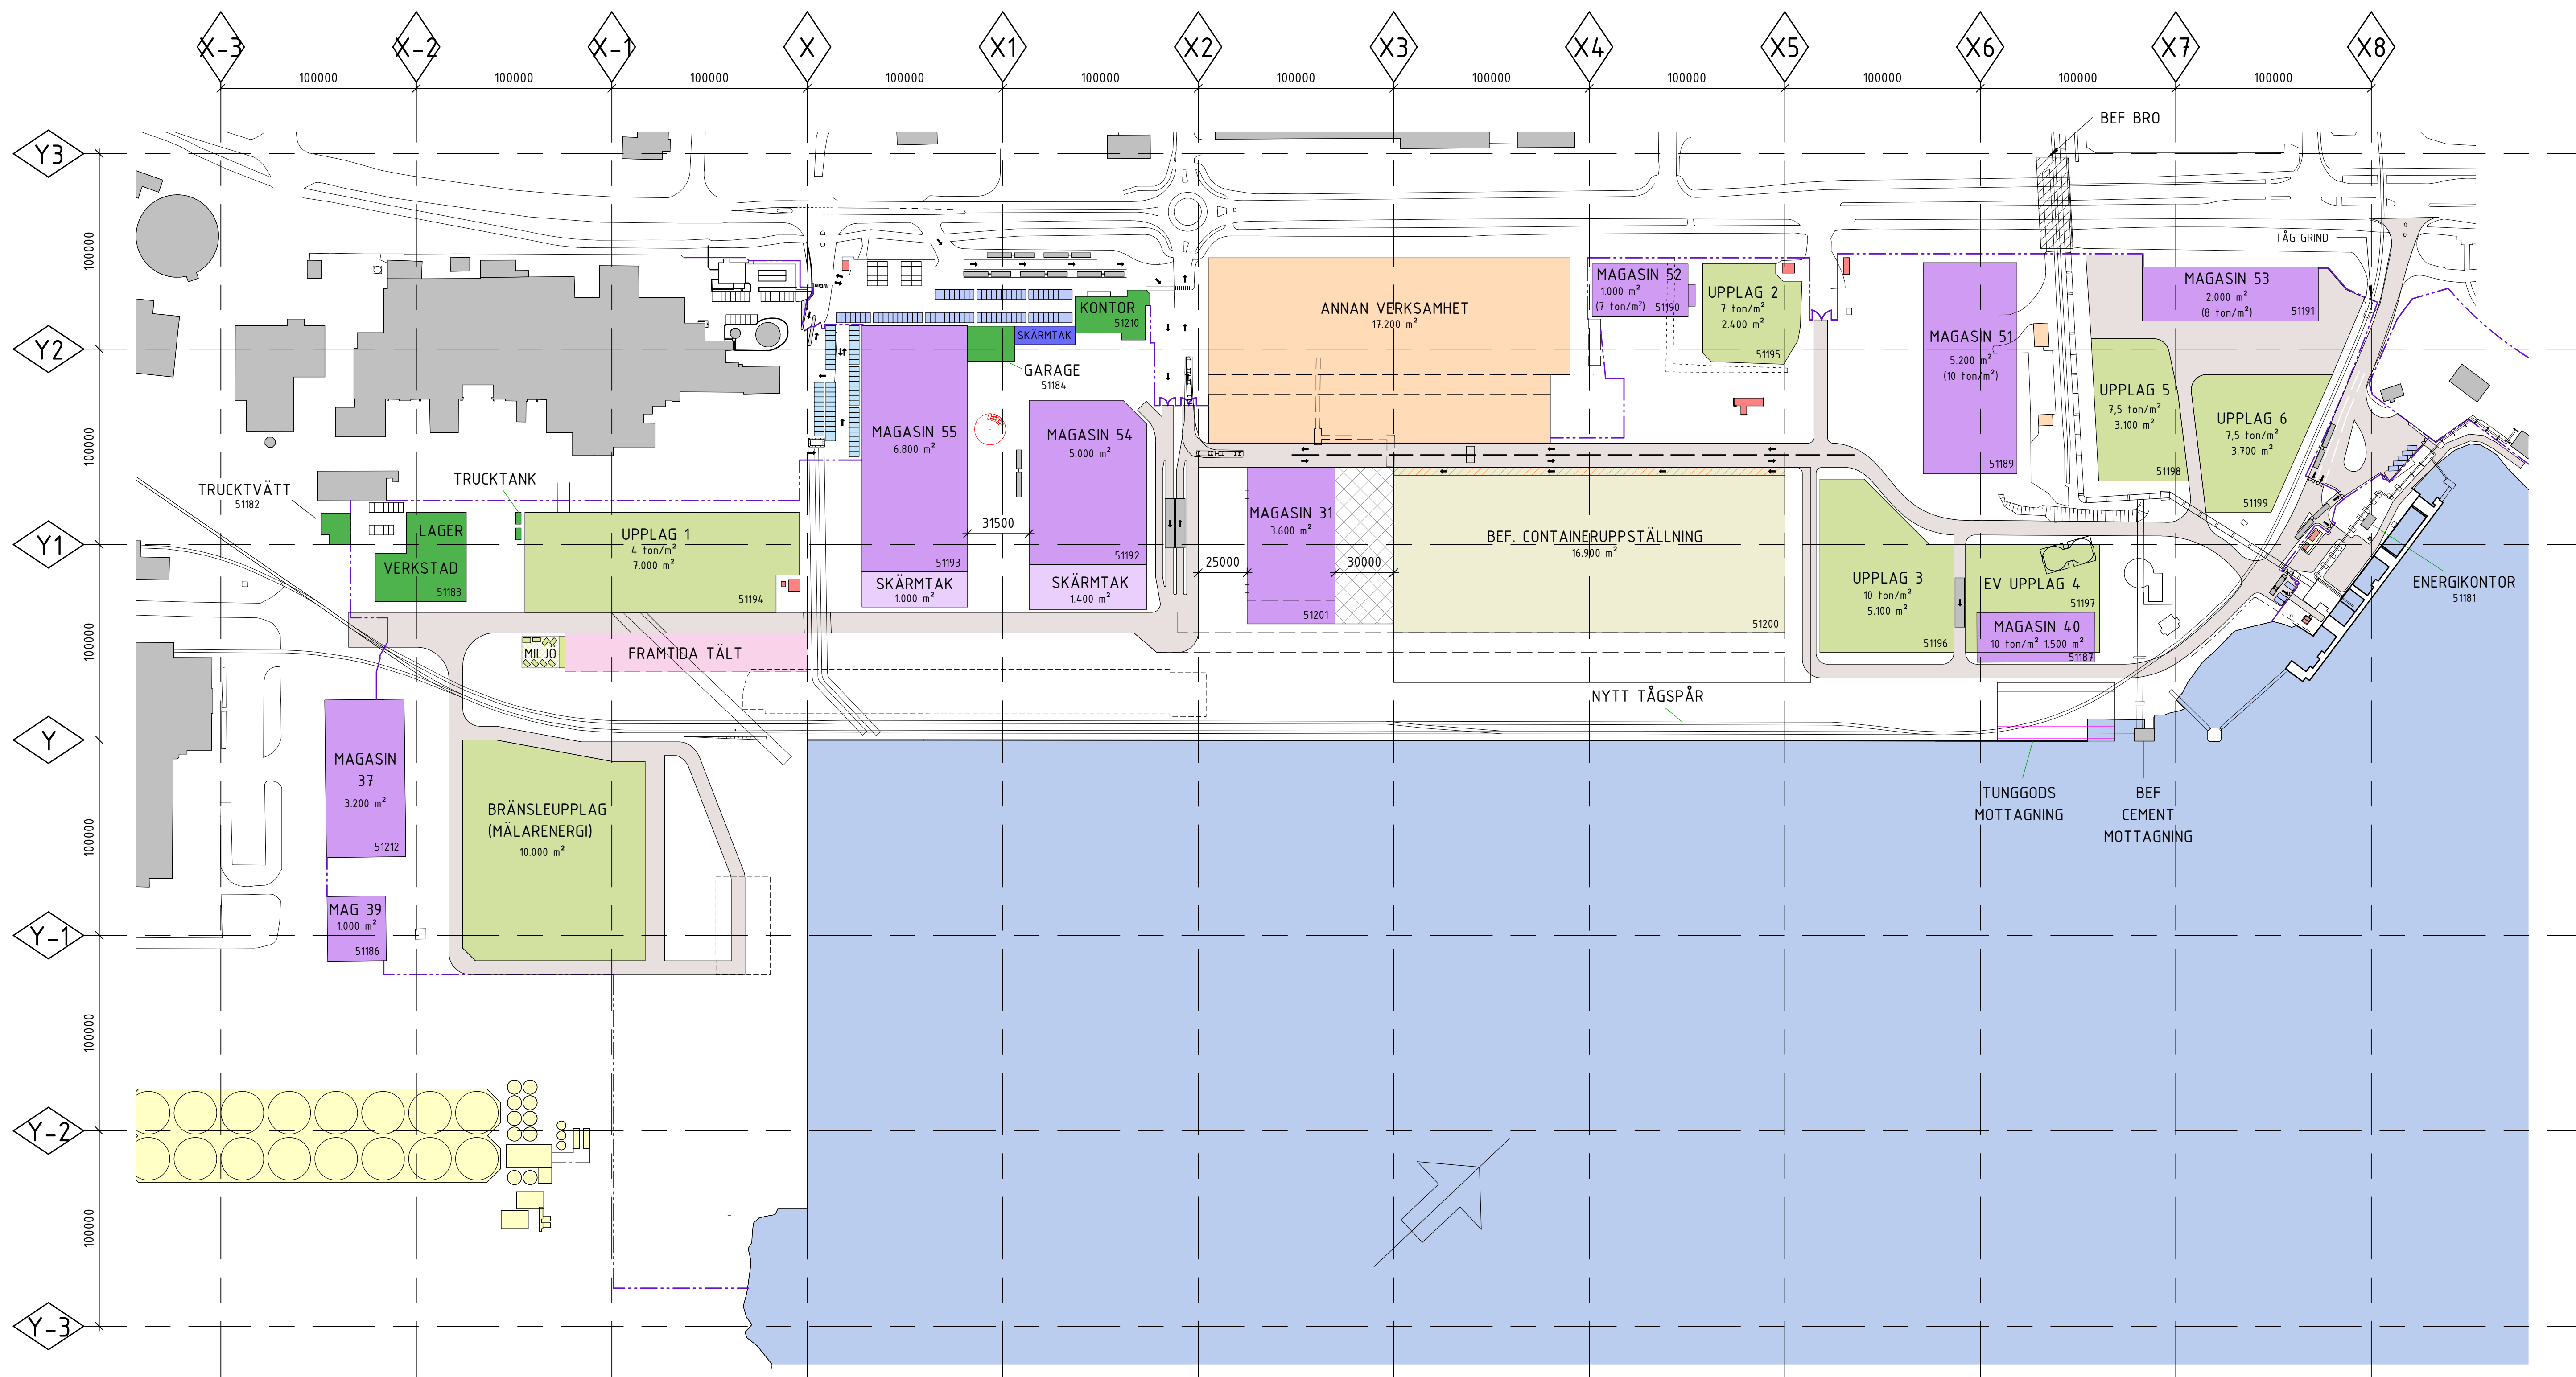 X-3
X-2
X-1
X
X1
X2
X3
X4
X5
X6
X7
X8
100000
100000
100000
100000
100000
100000
100000
100000
100000
100000
100000
Y3
Y2
Y1
Y
Y-1
Y-2
Y-3
100000
100000
100000
100000
100000
100000
BEF BRO
TÅG GRIND
MAGASIN 52
1.000 m²
(7 ton/m²)
51190
UPPLAG 2
7 ton/m²
2.400 m²
51195
MAGASIN 53
2.000 m²
(8 ton/m²)
51191
ANNAN VERKSAMHET
17.200 m²
KONTOR
51210
SKÄRMTAK
GARAGE
51184
MAGASIN 51
5.200 m²
(10 ton/m²)
51189
UPPLAG 5
7,5 ton/m²
3.100 m²
51198
UPPLAG 6
7,5 ton/m²
3.700 m²
51199
MAGASIN 55
6.800 m²
51193
SKÄRMTAK
1.000 m²
MAGASIN 54
5.000 m²
51192
SKÄRMTAK
1.400 m²
31500
TRUCKTVÄTT
51182
TRUCKTANK
LAGER
VERKSTAD
51183
UPPLAG 1
4 ton/m²
7.000 m²
51194
25000
MAGASIN 31
3.600 m²
51201
30000
BEF. CONTAINERUPPSTÄLLNING
16.900 m²
51200
UPPLAG 3
10 ton/m²
5.100 m²
51196
EV UPPLAG 4
51197
MAGASIN 40
10 ton/m² 1.500 m²
51187
ENERGIKONTOR
51181
MILJÖ
FRAMTIDA TÄLT
NYTT TÅGSPÅR
MAGASIN
37
3.200 m²
51212
BRÄNSLEUPPLAG
(MÄLARENERGI)
10.000 m²
TUNGGODS
MOTTAGNING
BEF
CEMENT
MOTTAGNING
MAG 39
1.000 m²
51186